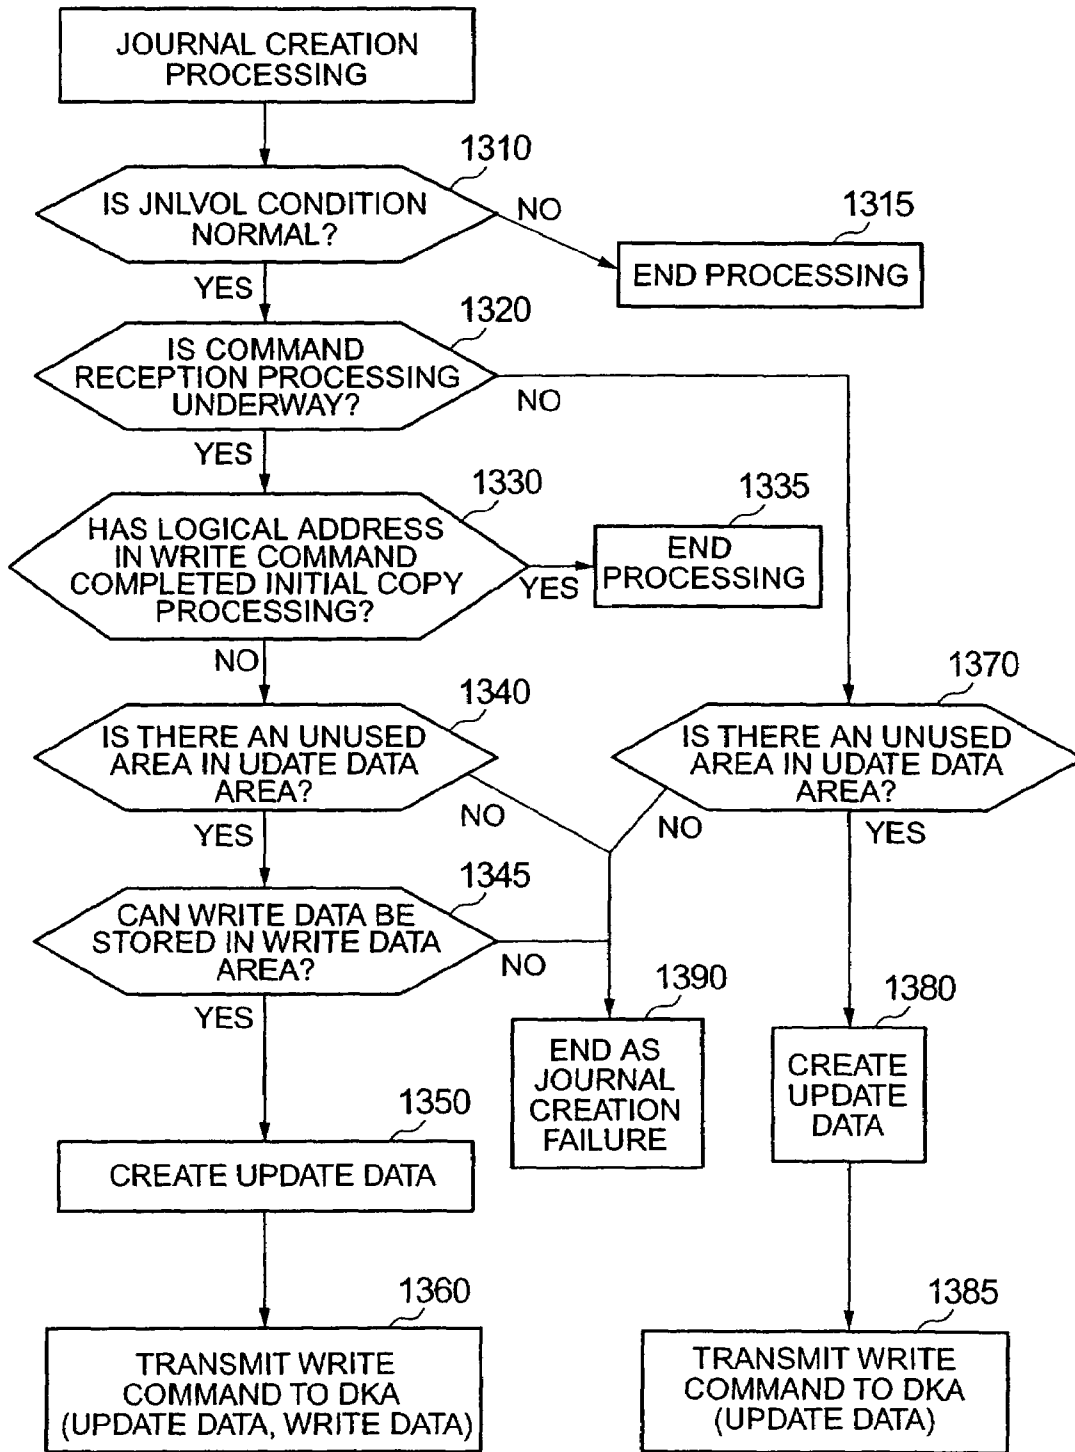 JOURNAL CREATION
PROCESSING
1310
IS JNLVOL CONDITION
NORMAL?
NO
1315
END PROCESSING
YES
1320
IS COMMAND
RECEPTION PROCESSING
UNDERWAY?
NO
YES
1330
HAS LOGICAL ADDRESS
IN WRITE COMMAND
COMPLETED INITIAL COPY
PROCESSING?
YES
1335
END
PROCESSING
NO
1340
IS THERE AN UNUSED
AREA IN UDATE DATA
AREA?
NO
YES
1370
IS THERE AN UNUSED
AREA IN UDATE DATA
AREA?
NO
YES
1345
CAN WRITE DATA BE
STORED IN WRITE DATA
AREA?
NO
YES
1390
END AS
JOURNAL
CREATION
FAILURE
1380
CREATE
UPDATE
DATA
1350
CREATE UPDATE DATA
1360
TRANSMIT WRITE
COMMAND TO DKA
(UPDATE DATA, WRITE DATA)
1385
TRANSMIT WRITE
COMMAND TO DKA
(UPDATE DATA)